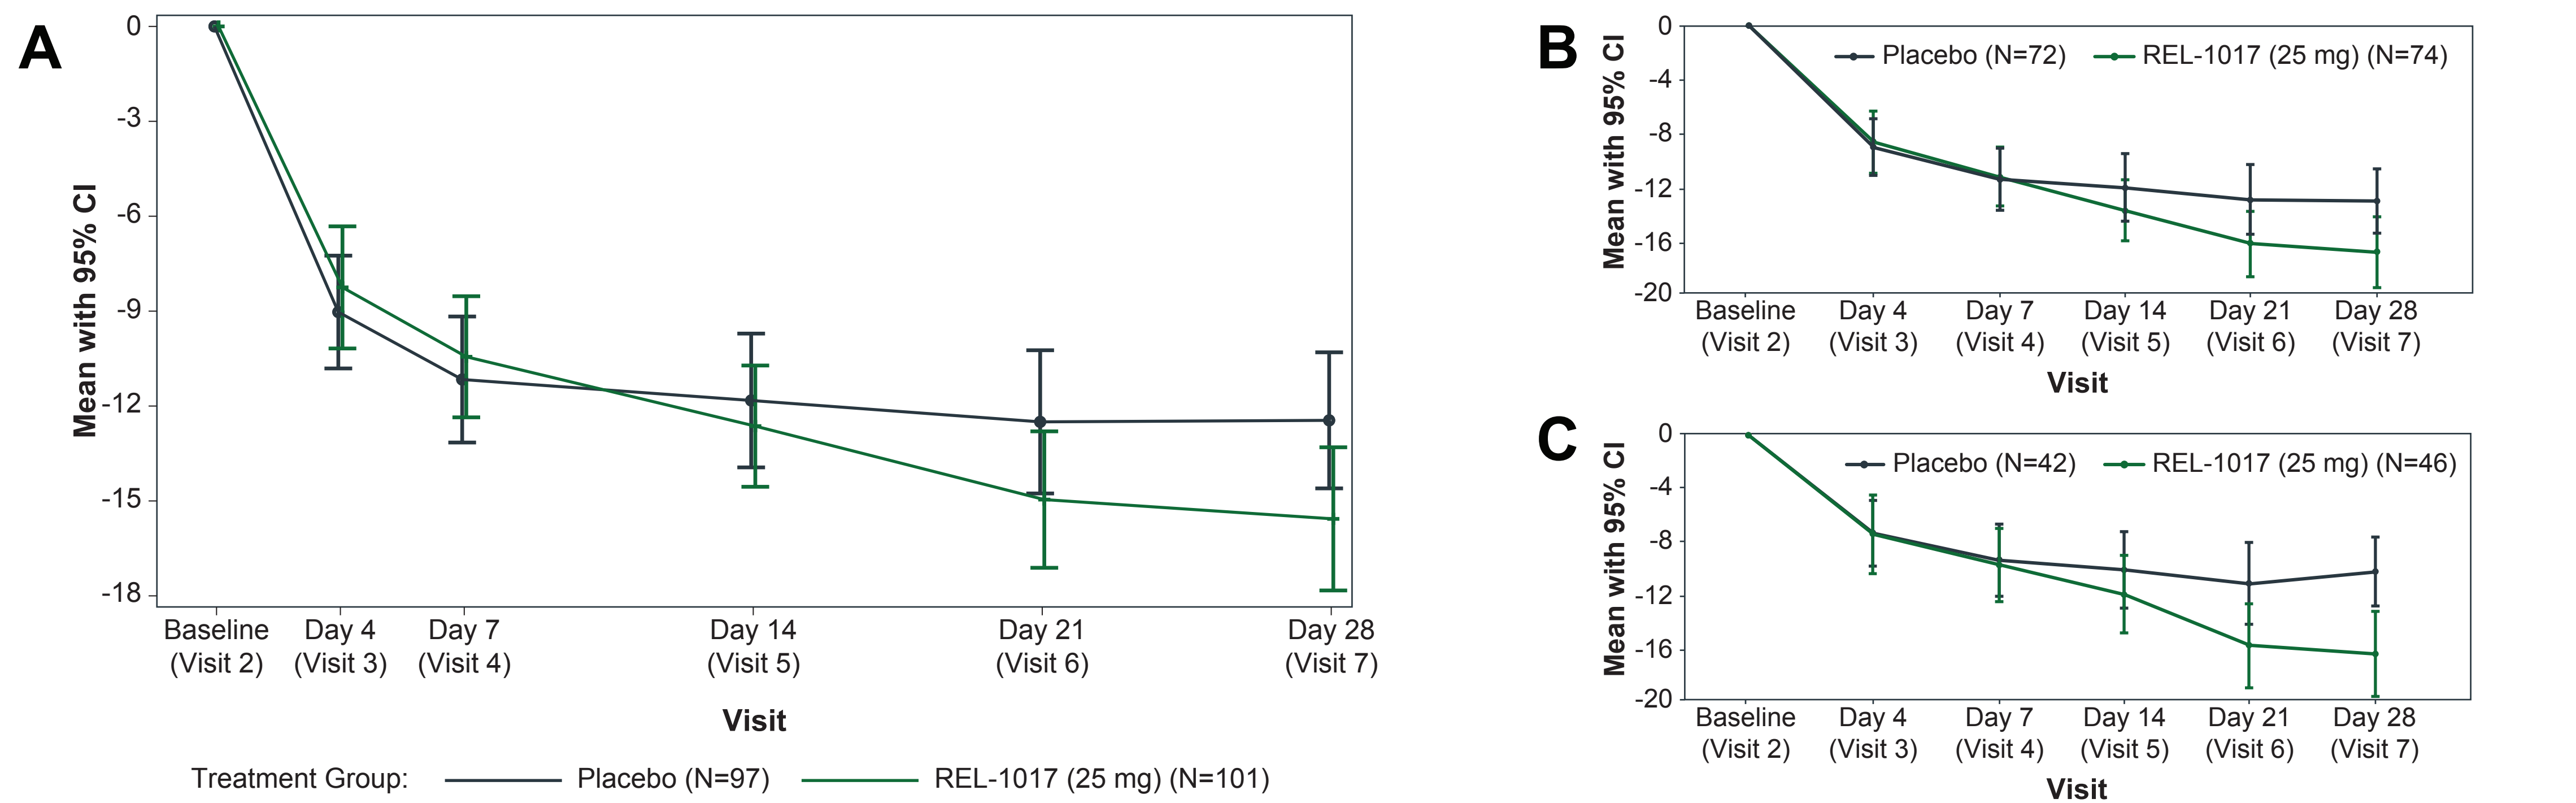 A
Mean with 95% CI
0
-3
-6
-9
-12
-15
-18
Baseline Day 4 Day 7 Day 14 Day 21 Day 28
(Visit 2) (Visit 3) (Visit 4) (Visit 5) (Visit 6) (Visit 7)
Visit
Treatment Group: Placebo (N=97) REL-1017 (25 mg) (N=101)
B
Mean with 95% CI
0
-4
-8
-12
-16
-20
Placebo (N=72) REL-1017 (25 mg) (N=74)
Baseline Day 4 Day 7 Day 14 Day 21 Day 28
(Visit 2) (Visit 3) (Visit 4) (Visit 5) (Visit 6) (Visit 7)
Visit
C
Mean with 95% CI
0
-4
-8
-12
-16
-20
Placebo (N=42) REL-1017 (25 mg) (N=46)
Baseline Day 4 Day 7 Day 14 Day 21 Day 28
(Visit 2) (Visit 3) (Visit 4) (Visit 5) (Visit 6) (Visit 7)
Visit